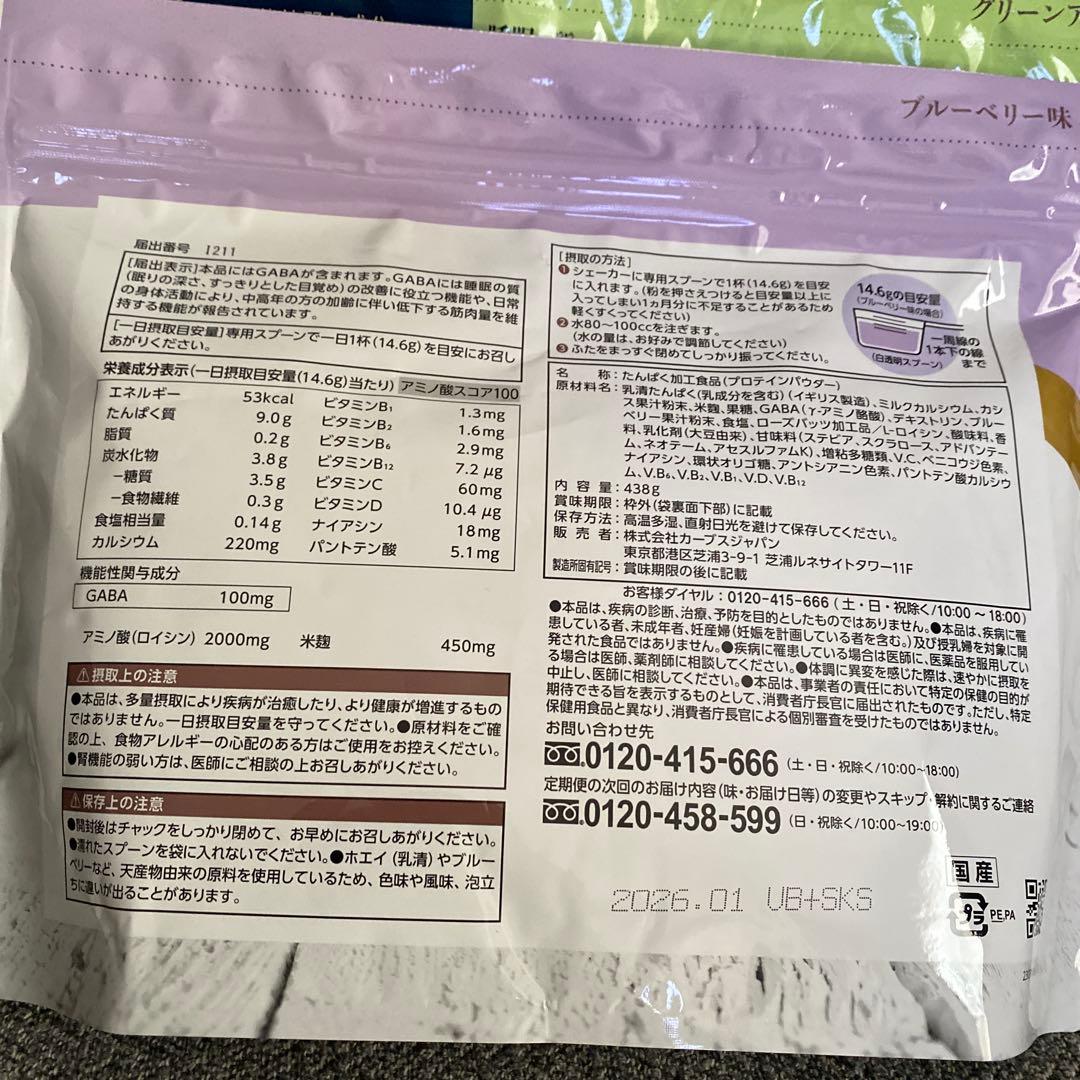 グリーンア
ブルーベリー味
届出番号 I211
[届出表示]本品にはGABAが含まれます。GABAには睡眠の質
(眠りの深さ、すっきりとした目覚め)の改善に役立つ機能や、日常
の身体活動により、中高年の方の加齢に伴い低下する筋肉量を維
持する機能が報告されています。
[一日摂取目安量]専用スプーンで一日1杯(14.6g)を目安にお召し
あがりください。
栄養成分表示(一日摂取目安量(14.6g)当たり) アミノ酸スコア100
エネルギー 53kcal ビタミンB1 1.3mg
たんぱく質 9.0g ビタミンB2 1.6mg
脂質 0.2g ビタミンB6 2.9mg
炭水化物 3.8g ビタミンB12 7.2μg
−糖質 3.5g ビタミンC 60mg
−食物繊維 0.3g ビタミンD 10.4μg
食塩相当量 0.14g ナイアシン 18mg
カルシウム 220mg パントテン酸 5.1mg
機能性関与成分
GABA 100mg
アミノ酸(ロイシン) 2000mg 米麹 450mg
⚠摂取上の注意
●本品は、多量摂取により疾病が治癒したり、より健康が増進するもの
ではありません。一日摂取目安量を守ってください。●原材料をご確
認の上、食物アレルギーの心配のある方はご使用をお控えください。
●腎機能の弱い方は、医師にご相談の上お召しあがりください。
⚠保存上の注意
●開封後はチャックをしっかり閉めて、お早めにお召しあがりください。
●濡れたスプーンを袋に入れないでください。●ホエイ(乳清)やブルー
ベリーなど、天産物由来の原料を使用しているため、色味や風味、泡立
ちに違いが出ることがあります。
[摂取の方法]
❶シェーカーに専用スプーンで1杯(14.6g)を目安
に入れます。(粉を押さえつけると目安量以上に
入ってしまい1ヵ月分に不足することがあるため
軽くすくってください)
❷水80〜100ccを注ぎます。
(水の量は、お好みで調節してください)
❸ふたをまっすぐ閉めてしっかり振ってください。
14.6gの目安量
(ブルーベリー味の場合)
一周線の
1本下の線
まで
(白透明スプーン)
名 称:たんぱく加工食品(プロテインパウダー)
原材料名:乳清たんぱく(乳成分を含む)(イギリス製造)、ミルクカルシウム、カシ
ス果汁粉末、米麹、果糖、GABA(γ-アミノ酪酸)、デキストリン、ブルー
ベリー果汁粉末、食塩、ローズバッツ加工品/L-ロイシン、酸味料、香
料、乳化剤(大豆由来)、甘味料(ステビア、スクラロース、アドバンテー
ム、ネオテーム、アセスルファムK)、増粘多糖類、V.C、ベニコウジ色素、
ナイアシン、環状オリゴ糖、アントシアニン色素、パントテン酸カルシウ
ム、V.B6、V.B2、V.B1、V.D、V.B12
内 容 量:438g
賞味期限:枠外(袋裏面下部)に記載
保存方法:高温多湿、直射日光を避けて保存してください。
販 売 者:株式会社カーブスジャパン
東京都港区芝浦3-9-1 芝浦ルネサイトタワー11F
製造所固有記号:賞味期限の後に記載
お客様ダイヤル:0120-415-666(土・日・祝除く/10:00〜18:00)
●本品は、疾病の診断、治療、予防を目的としたものではありません。●本品は、疾病に罹
患している者、未成年者、妊産婦(妊娠を計画している者を含む。)及び授乳婦を対象に開
発された食品ではありません。●疾病に罹患している場合は医師に、医薬品を服用してい
る場合は医師、薬剤師に相談してください。●体調に異変を感じた際は、速やかに摂取を
中止し、医師に相談してください。●本品は、事業者の責任において特定の保健の目的が
期待できる旨を表示するものとして、消費者庁長官に届出されたものです。ただし、特定
保健用食品と異なり、消費者庁長官による個別審査を受けたものではありません。
お問い合わせ先
0120-415-666 (土・日・祝除く/10:00〜18:00)
定期便の次回のお届け内容(味・お届け日等)の変更やスキップ・解約に関するご連絡
0120-458-599 (日・祝除く/10:00〜19:00)
2026.01 VB+SKS
国産
プラ PE,PA